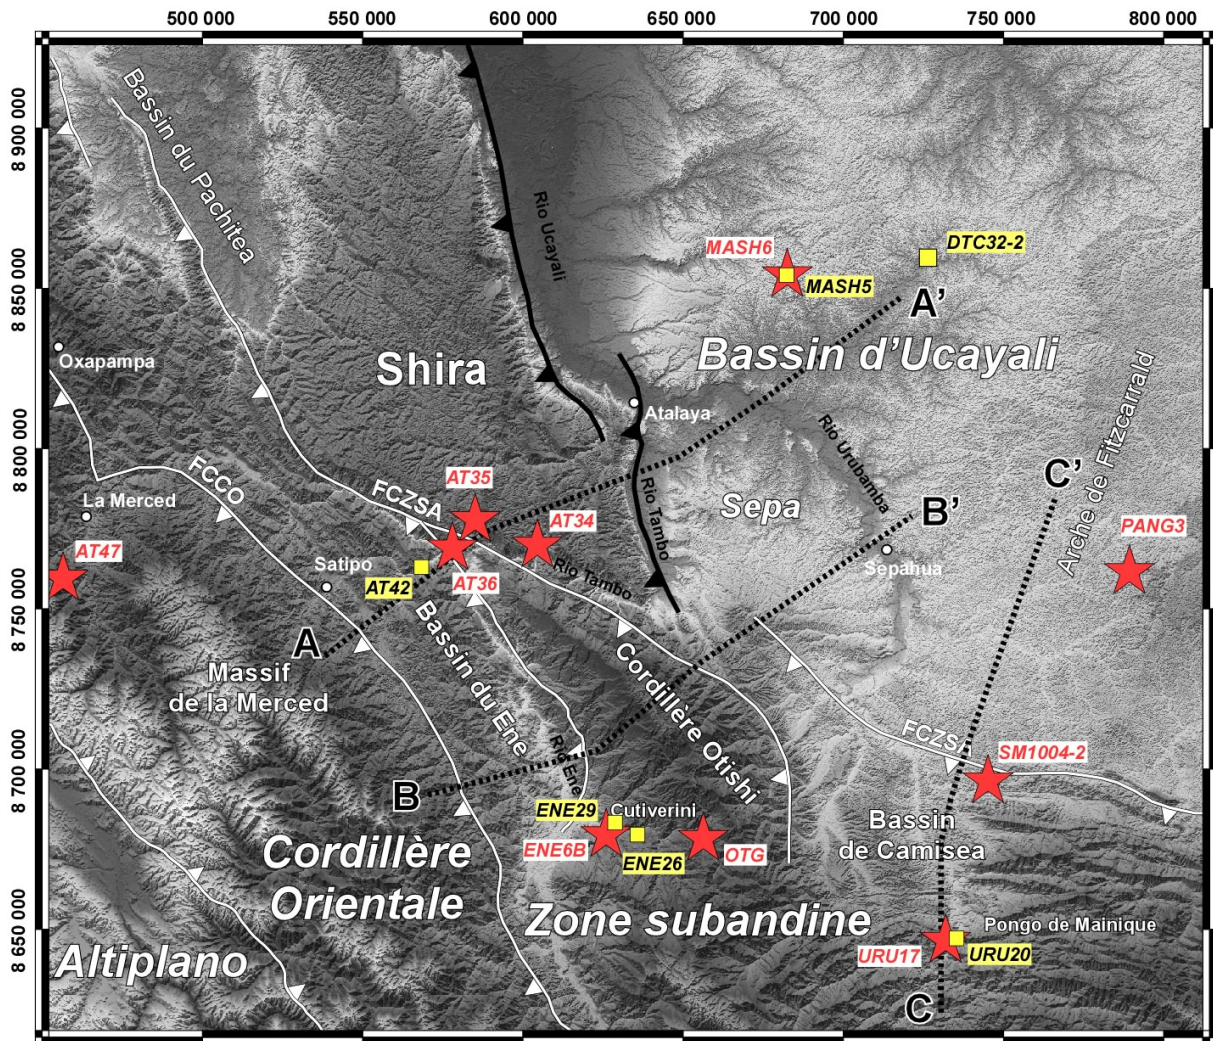 500 000
550 000
600 000
650 000
700 000
750 000
800 000
8 900 000
8 850 000
8 800 000
8 750 000
8 700 000
8 650 000
Bassin du Pachitea
Rio Ucayali
MASH6
DTC32-2
MASH5
A'
Oxapampa
Shira
Bassin d'Ucayali
Atalaya
Arche de Fitzcarrald
Rio Urubamba
FCCO
FCZSA
La Merced
AT35
C'
Rio Tambo
Sepa
B'
AT47
AT34
PANG3
Satipo
AT42
AT36
Rio Tambo
Sepahua
A
Massif
de la Merced
Bassin du Ene
Cordillère Otishi
FCZSA
SM1004-2
Rio Ene
B
ENE29
Cutiverini
ENE6B
ENE26
OTG
Bassin
de Camisea
Cordillère
Orientale
Zone subandine
Pongo de Mainique
URU17
URU20
Altiplano
C